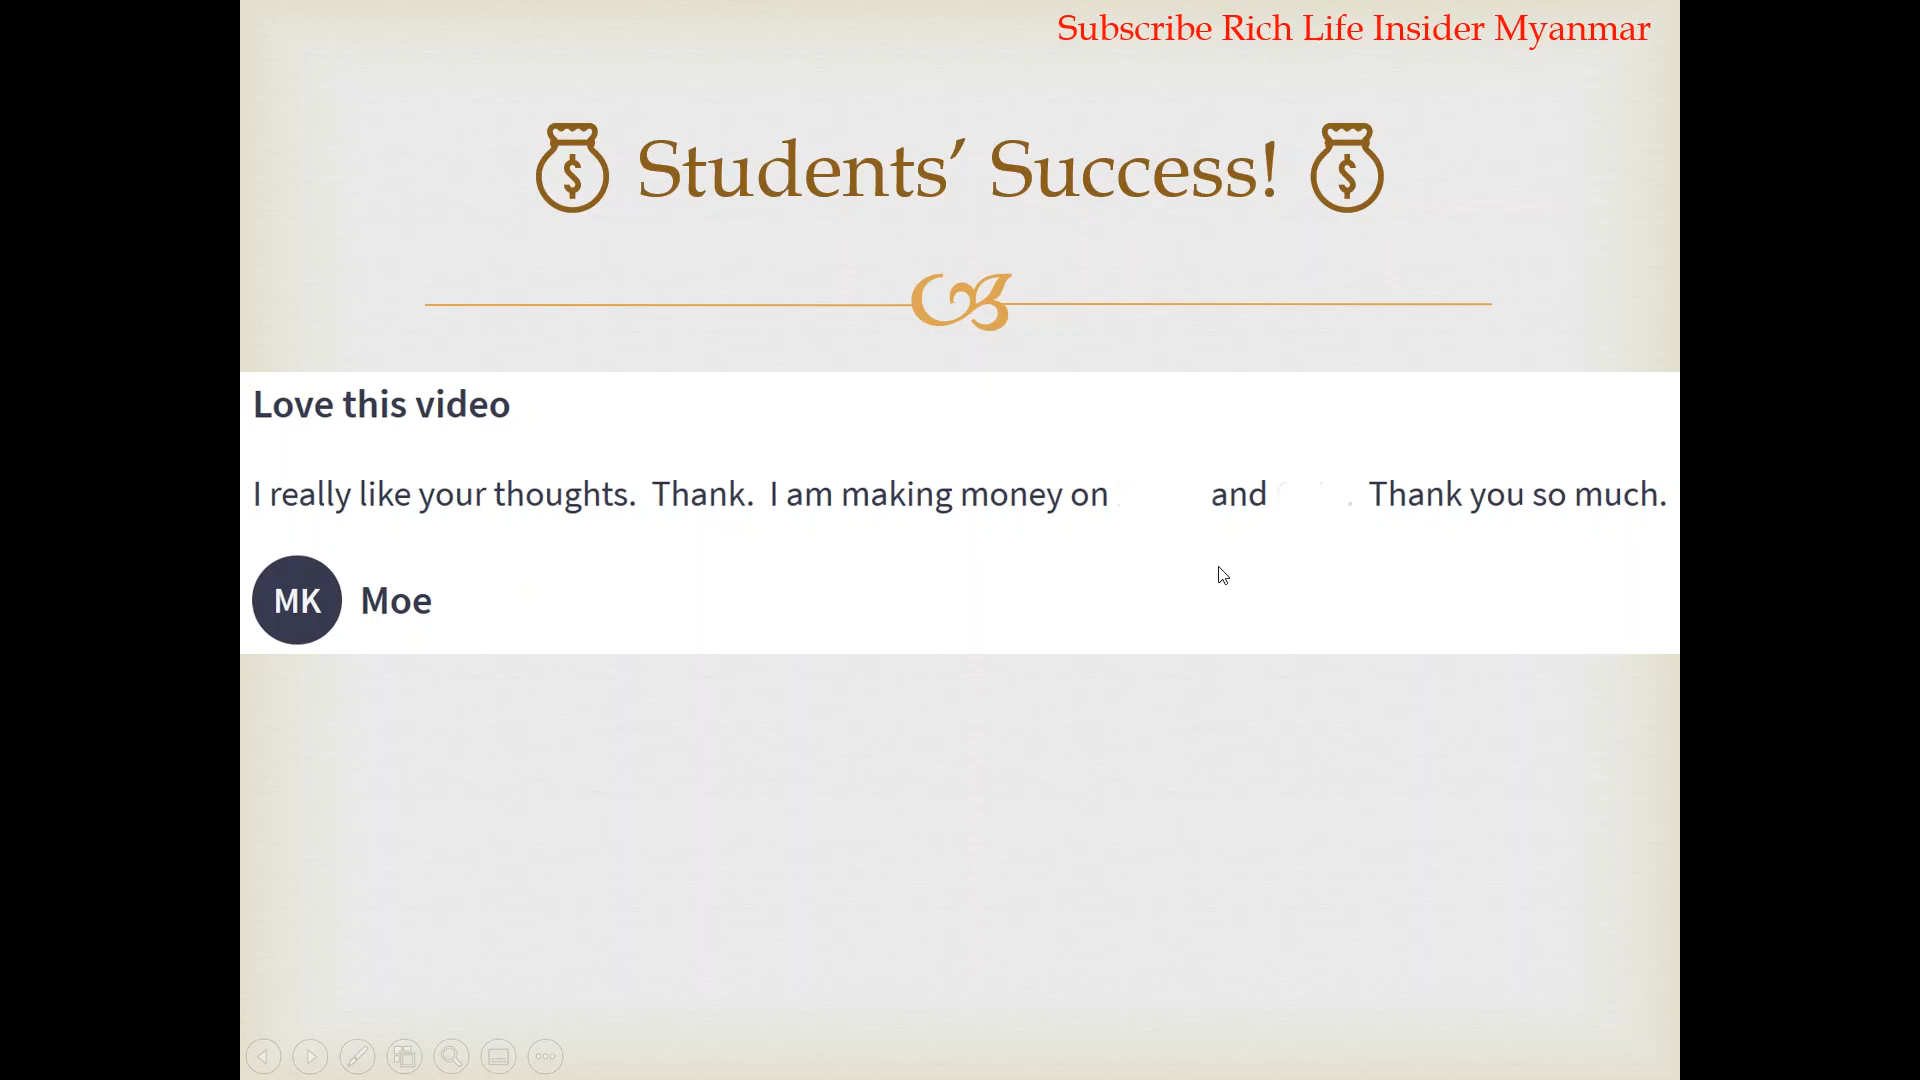 Subscribe Rich Life Insider Myanmar
Students’ Success!
Love this video
I really like your thoughts. Thank. I am making money on and . Thank you so much.
MK Moe